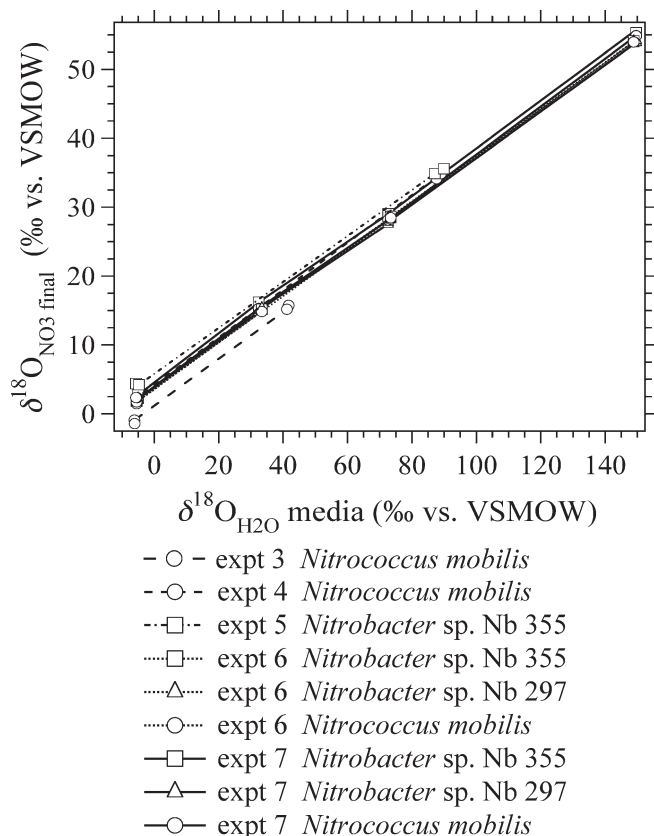 50
40
30
20
10
0
δ¹⁸O_NO3 final (‰ vs. VSMOW)
0 20 40 60 80 100 120 140
δ¹⁸O_H2O media (‰ vs. VSMOW)
expt 3 Nitrococcus mobilis
expt 4 Nitrococcus mobilis
expt 5 Nitrobacter sp. Nb 355
expt 6 Nitrobacter sp. Nb 355
expt 6 Nitrobacter sp. Nb 297
expt 6 Nitrococcus mobilis
expt 7 Nitrobacter sp. Nb 355
expt 7 Nitrobacter sp. Nb 297
expt 7 Nitrococcus mobilis